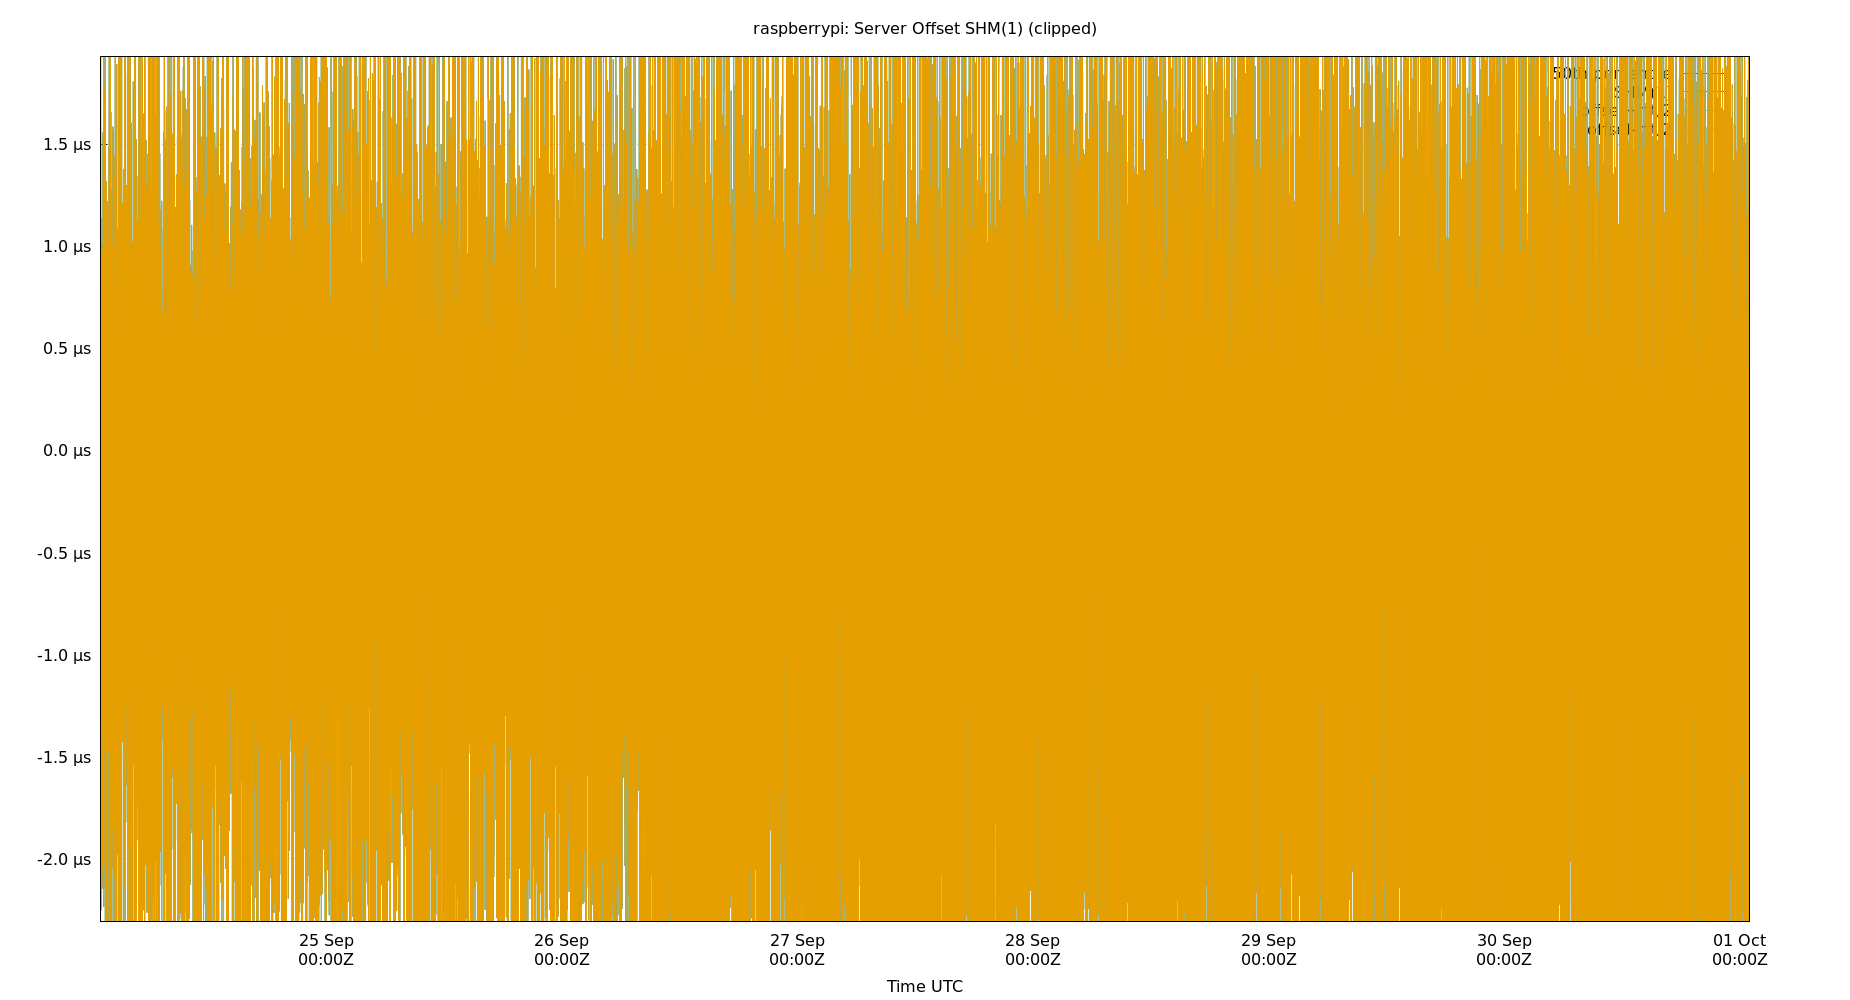 raspberrypi: Server Offset SHM(1) (clipped)
1.5 µs
1.0 µs
0.5 µs
0.0 µs
-0.5 µs
-1.0 µs
-1.5 µs
-2.0 µs
25 Sep
00:00Z
26 Sep
00:00Z
27 Sep
00:00Z
28 Sep
00:00Z
29 Sep
00:00Z
30 Sep
00:00Z
01 Oct
00:00Z
Time UTC